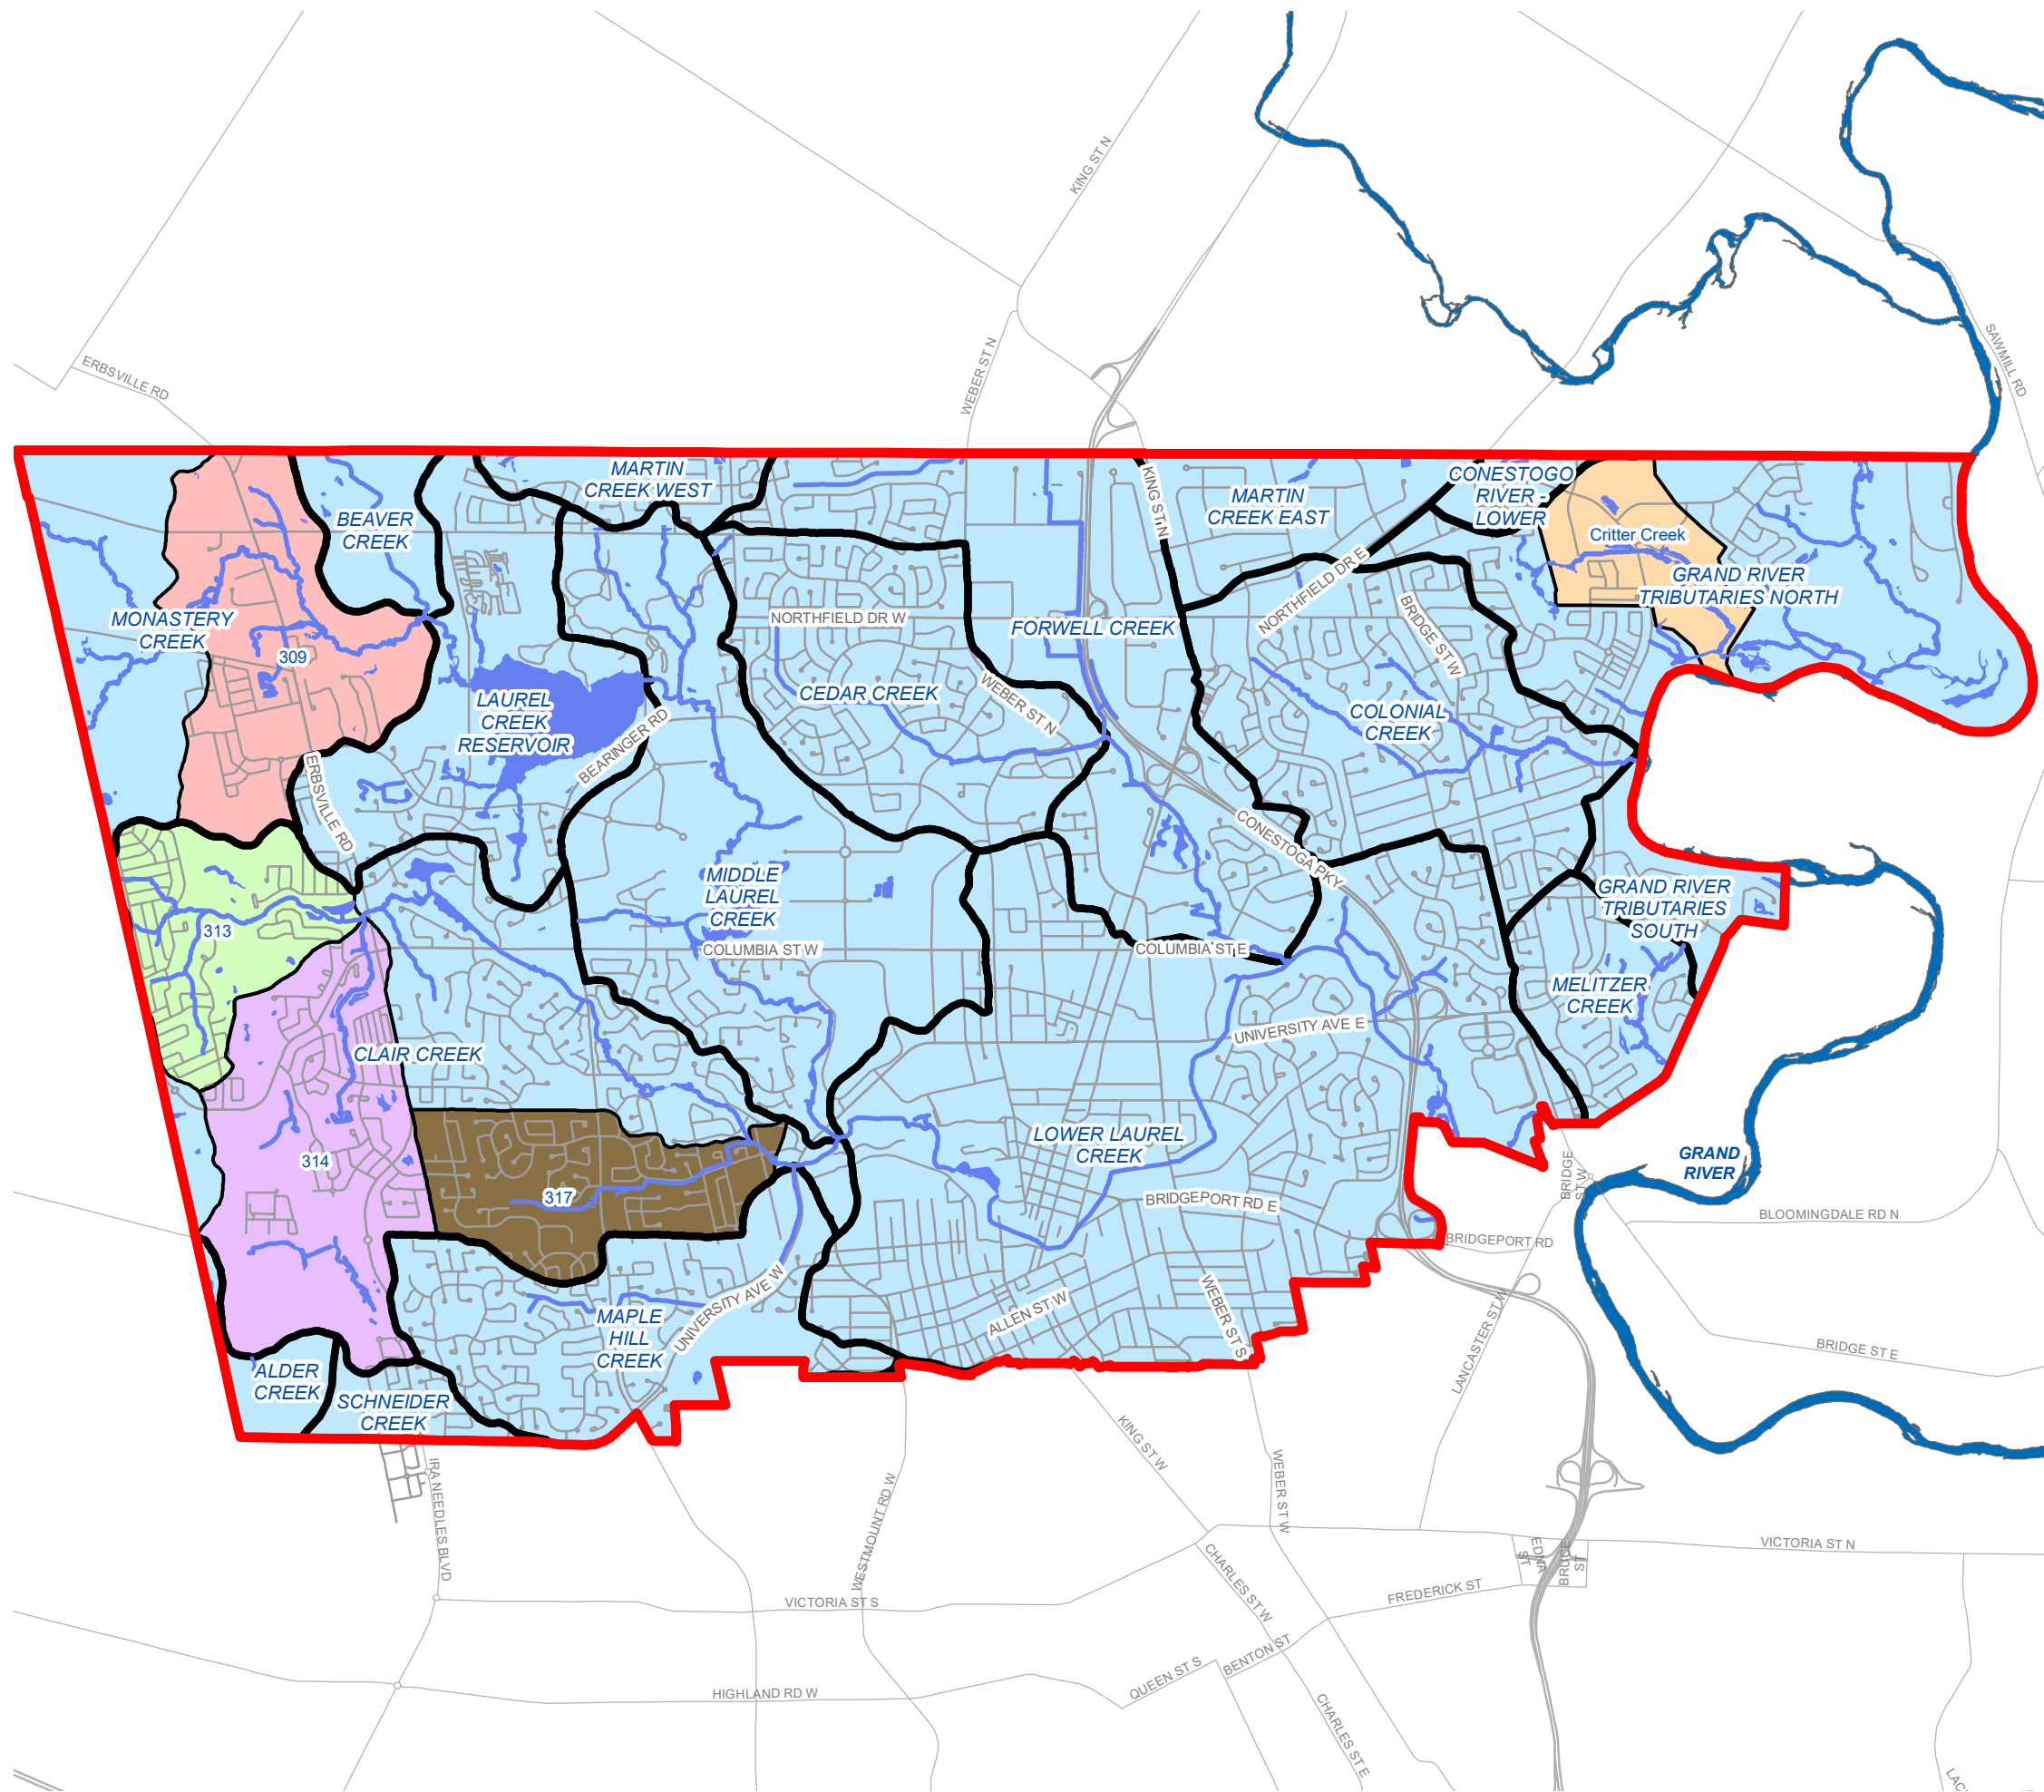 KING ST N
SAWMILL RD
WEBER ST N
ERBSVILLE RD
MARTIN
CREEK WEST
CONESTOGO
RIVER -
LOWER
KING ST N
MARTIN
CREEK EAST
BEAVER
CREEK
Critter Creek
GRAND RIVER
TRIBUTARIES NORTH
NORTHFIELD DR E
BRIDGE ST W
MONASTERY
CREEK
NORTHFIELD DR W
FORWELL CREEK
309
CEDAR CREEK
WEBER ST N
LAUREL
CREEK
RESERVOIR
BEARINGER RD
COLONIAL
CREEK
ERBSVILLE RD
CONESTOGA PKY
MIDDLE
LAUREL
CREEK
GRAND RIVER
TRIBUTARIES
SOUTH
313
COLUMBIA ST W
COLUMBIA ST E
MELITZER
CREEK
UNIVERSITY AVE E
CLAIR CREEK
LOWER LAUREL
CREEK
314
GRAND
RIVER
317
BRIDGE
ST W
BRIDGEPORT RD E
BLOOMINGDALE RD N
BRIDGEPORT RD
UNIVERSITY AVE W
MAPLE
HILL
CREEK
ALLEN ST W
WEBER ST S
LANCASTER ST W
BRIDGE ST E
ALDER
CREEK
SCHNEIDER
CREEK
KING ST W
IRA NEEDLES BLVD
WESTMOUNT RD W
WEBER ST W
EDNA
ST
BRUCE
ST
VICTORIA ST N
CHARLES ST W
FREDERICK ST
VICTORIA ST S
BENTON ST
QUEEN ST S
HIGHLAND RD W
CHARLES ST E